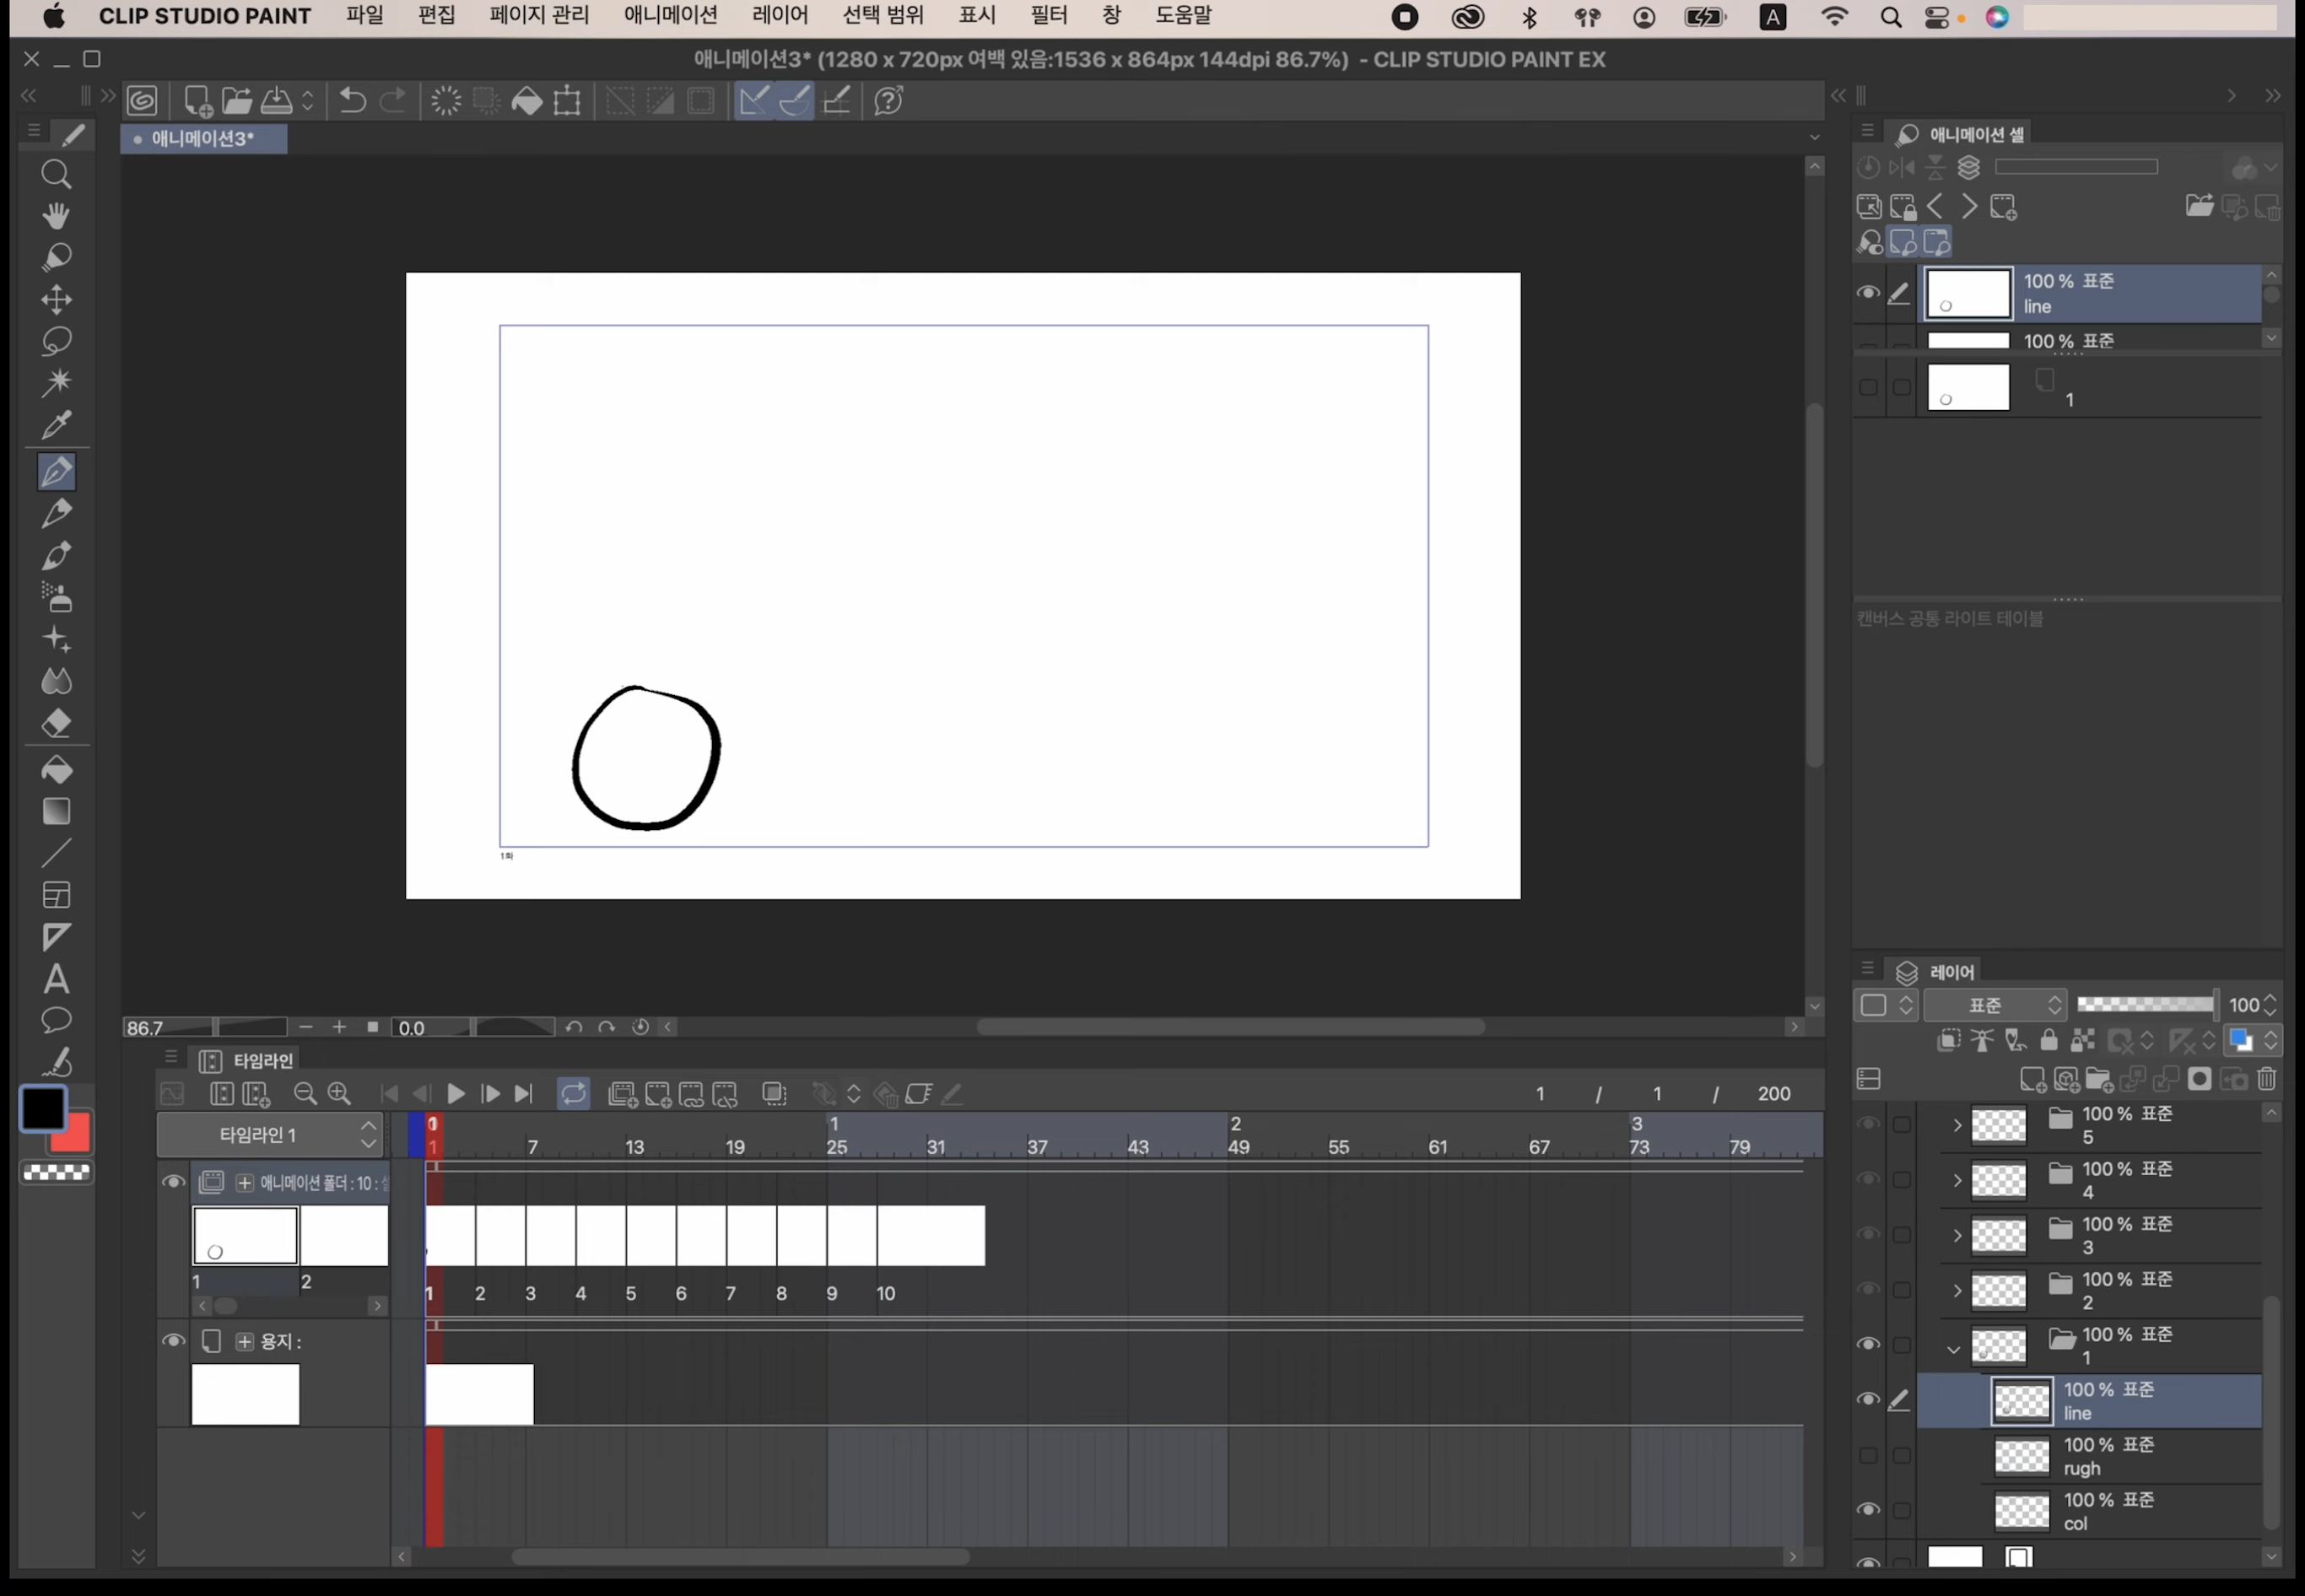 CLIP STUDIO PAINT 파일 편집 페이지 관리 애니메이션 레이어 선택 범위 표시 필터 창 도움말 A
애니메이션3* (1280 x 720px 여백 있음:1536 x 864px 144dpi 86.7%) - CLIP STUDIO PAINT EX
애니메이션3*
애니메이션 셀
100 % 표준
line
100 % 표준
1
캔버스 공통 라이트 테이블
1화
86.7 0.0
레이어
표준 100
타임라인
1 / 1 / 200
타임라인 1
0 1 2 3
1 7 13 19 25 31 37 43 49 55 61 67 73 79
애니메이션 폴더 : 10 :
1 2
1 2 3 4 5 6 7 8 9 10
용지 :
100 % 표준
5
100 % 표준
4
100 % 표준
3
100 % 표준
2
100 % 표준
1
100 % 표준
line
100 % 표준
rugh
100 % 표준
col